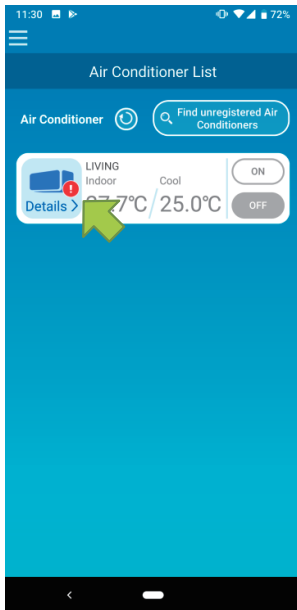 11:30
72%
Air Conditioner List
Air Conditioner
Find unregistered Air
Conditioners
LIVING
Indoor
Cool
.7℃
25.0℃
ON
OFF
Details